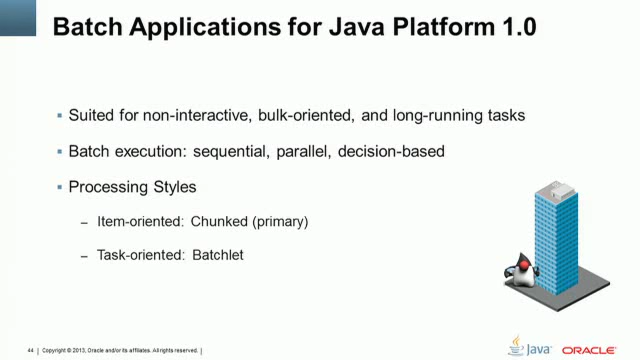 Batch Applications for Java Platform 1.0
Suited for non-interactive, bulk-oriented, and long-running tasks
Batch execution: sequential, parallel, decision-based
Processing Styles
– Item-oriented: Chunked (primary)
– Task-oriented: Batchlet
44 | Copyright © 2013, Oracle and/or its affiliates. All rights reserved. |
Java
ORACLE